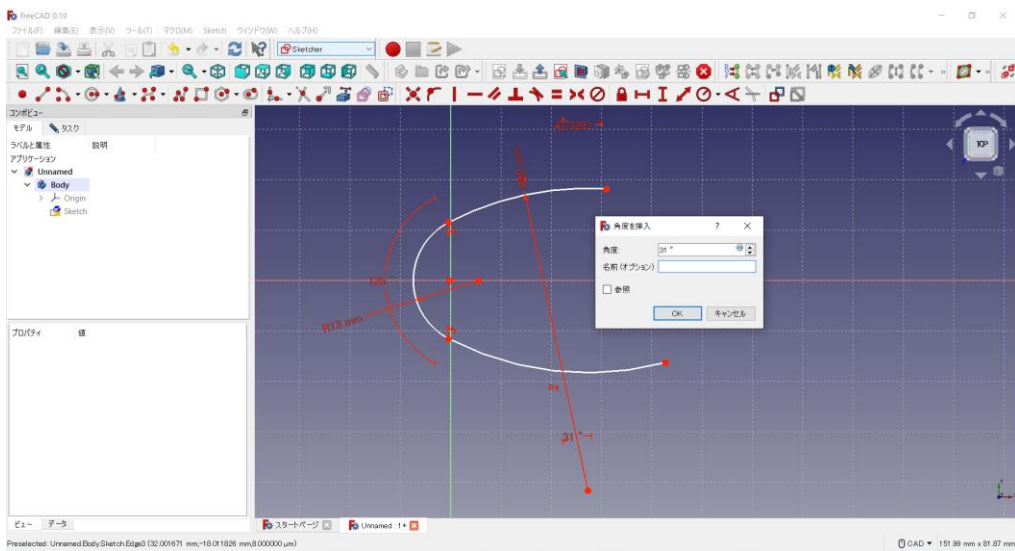 FreeCAD 0.19
ファイル(F) 編集(E) 表示(V) ツール(T) マクロ(M) Sketch ウィンドウ(W) ヘルプ(H)
Sketcher
コンボビュー
モデル タスク
ラベルと属性 説明
アプリケーション
Unnamed
Body
Origin
Sketch
プロパティ 値
ビュー データ
TOP
R13 mm
31 °
角度を挿入 ? ×
角度: 31 °
名前 (オプション)
参照
OK キャンセル
スタートページ
Unnamed : 1*
Preselected: Unnamed.Body.Sketch.Edge3 (32.001671 mm,-18.011826 mm,8.000000 μm)
CAD 151.99 mm x 81.87 mm